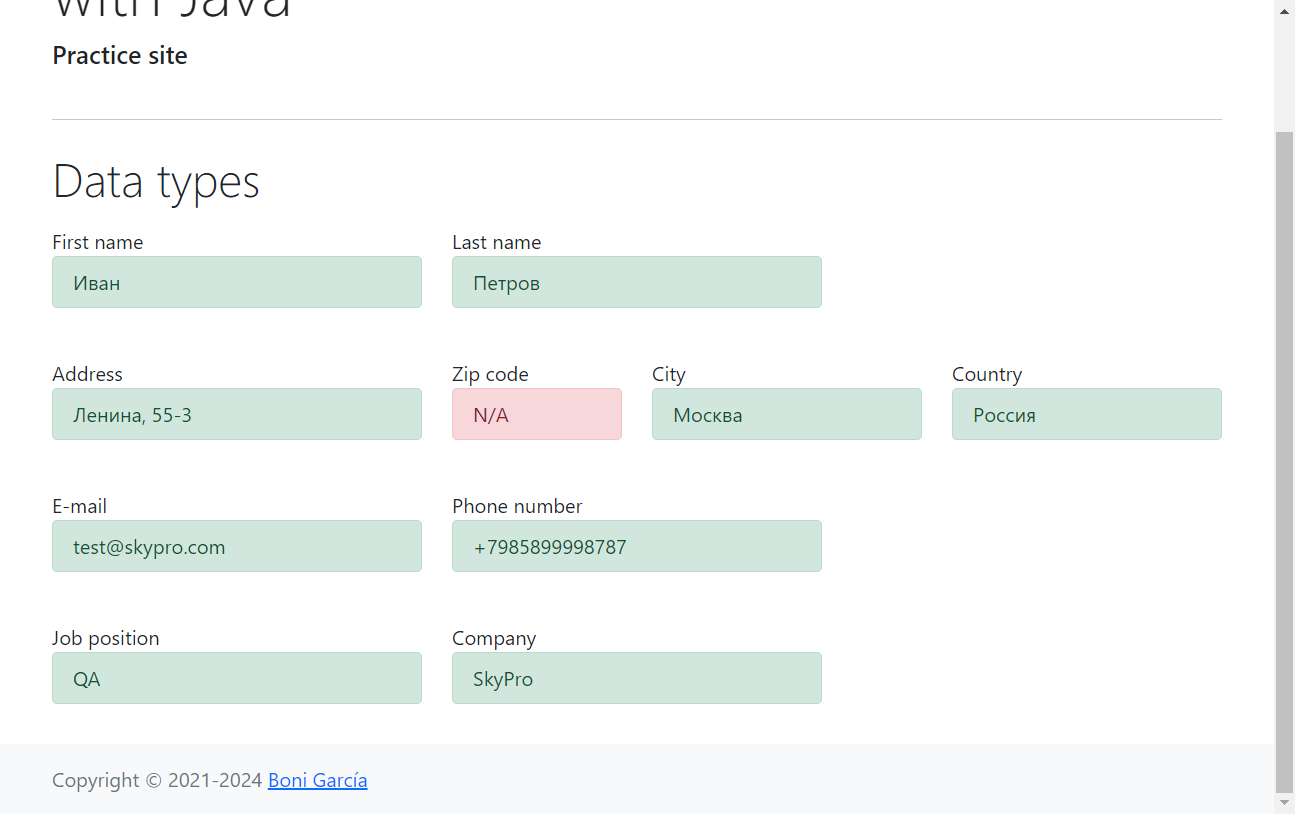 with Java
Practice site
Data types
First name
Last name
Иван
Петров
Address
Zip code
City
Country
Ленина, 55-3
N/A
Москва
Россия
E-mail
Phone number
test@skypro.com
+7985899998787
Job position
Company
QA
SkyPro
Copyright © 2021-2024 Boni García